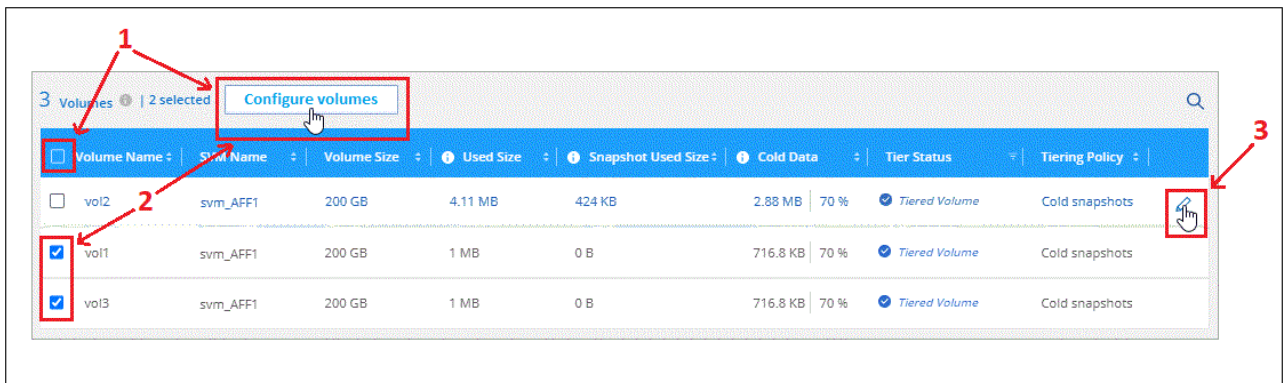 1
3 Volumes | 2 selected Configure volumes
3
Volume Name SVM Name Volume Size Used Size Snapshot Used Size Cold Data Tier Status Tiering Policy
2
vol2 svm_AFF1 200 GB 4.11 MB 424 KB 2.88 MB 70 % Tiered Volume Cold snapshots
vol1 svm_AFF1 200 GB 1 MB 0 B 716.8 KB 70 % Tiered Volume Cold snapshots
vol3 svm_AFF1 200 GB 1 MB 0 B 716.8 KB 70 % Tiered Volume Cold snapshots